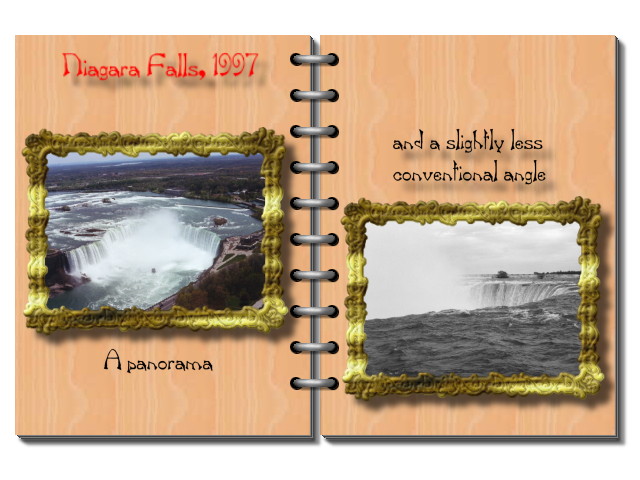 Niagara Falls, 1997
A panorama
and a slightly less
conventional angle